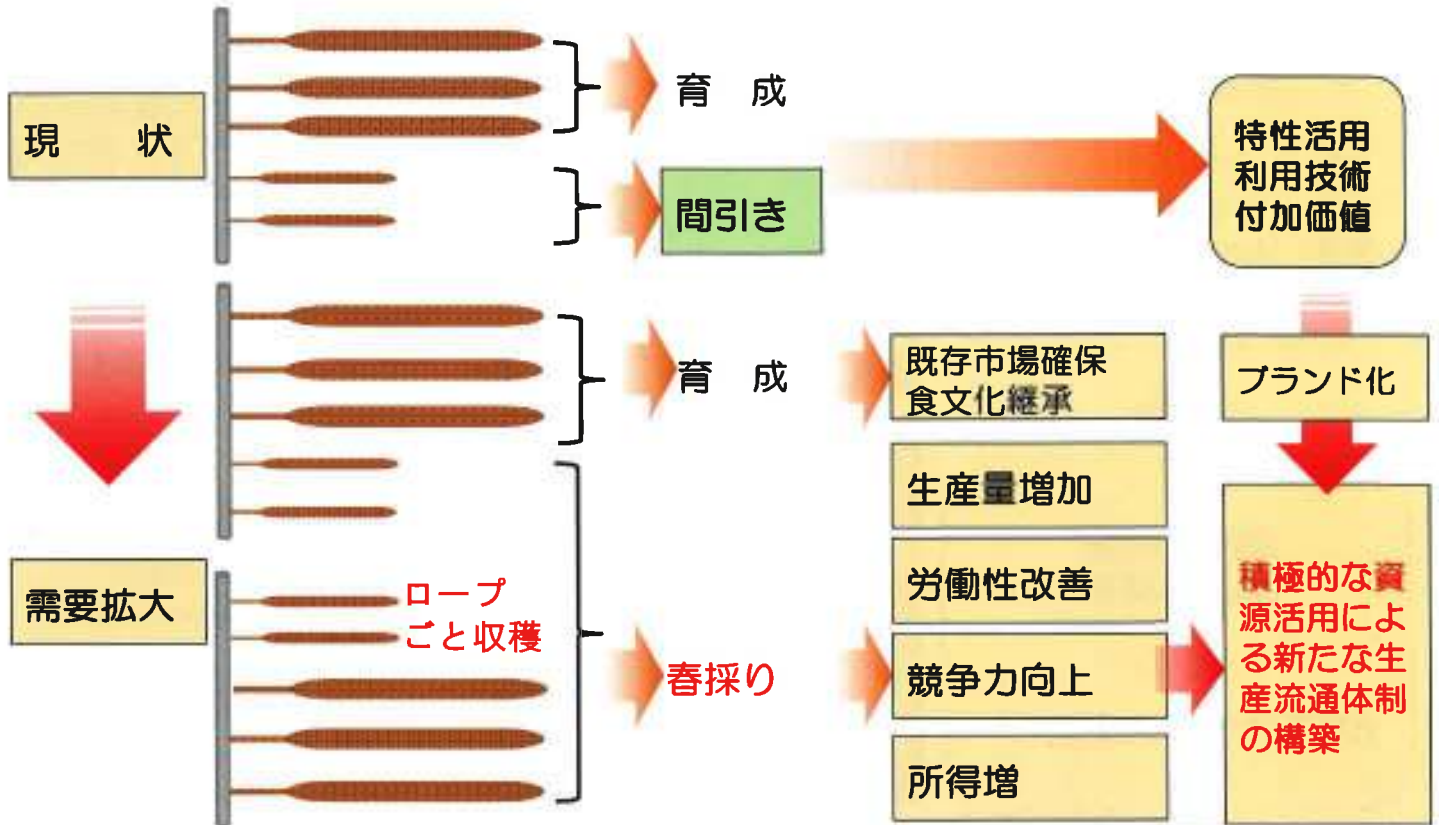 現　状
育　成
間引き
特性活用
利用技術
付加価値
育　成
既存市場確保
食文化継承
ブランド化
生産量増加
需要拡大
ロープ
ごと収穫
労働性改善
春採り
競争力向上
所得増
積極的な資
源活用によ
る新たな生
産流通体制
の構築